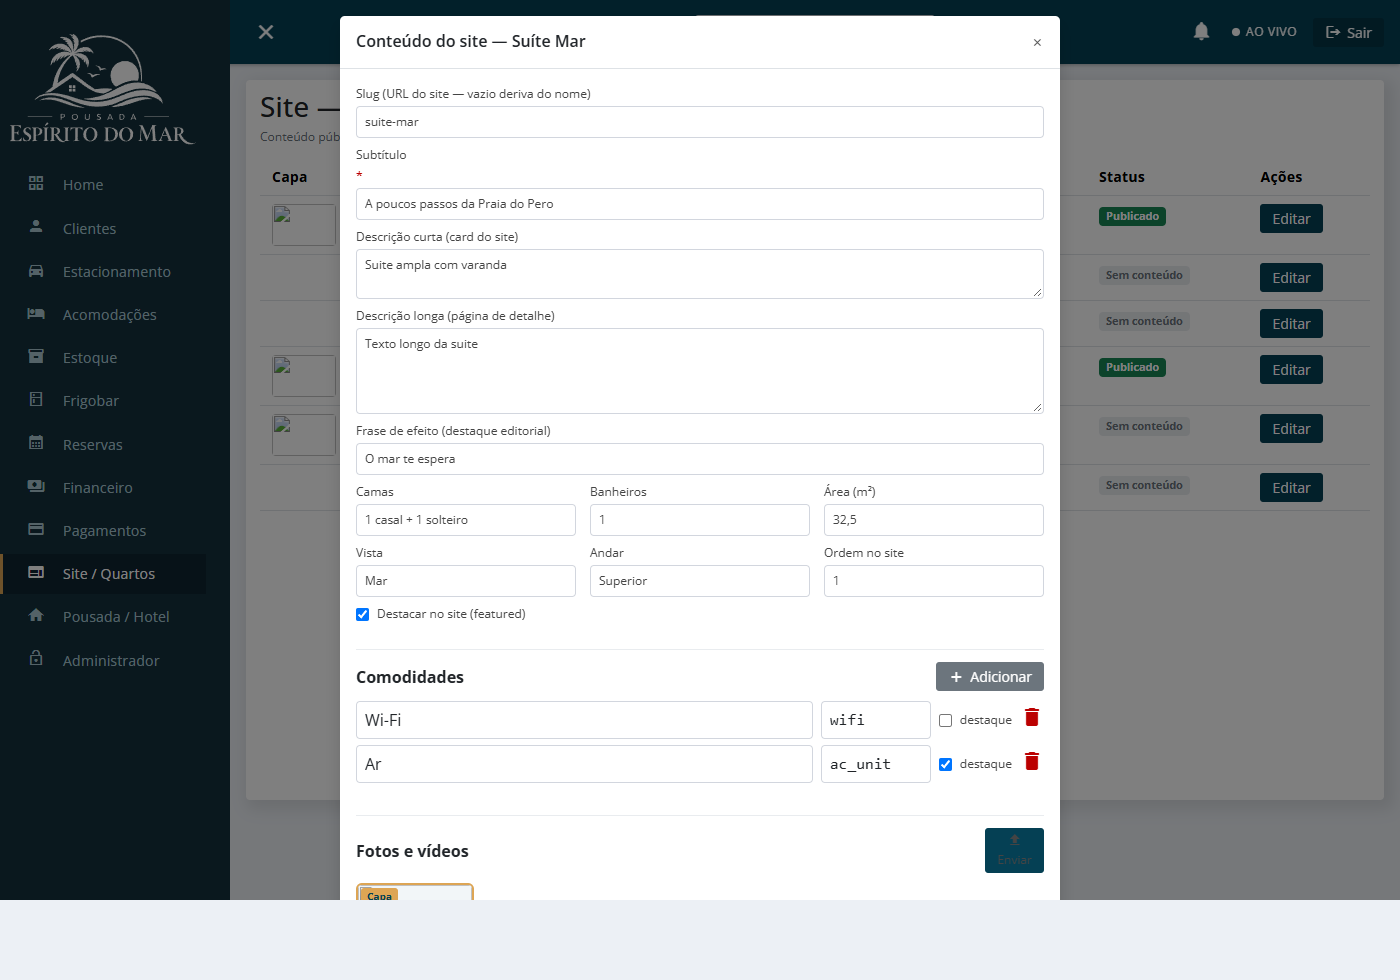 POUSADA
ESPÍRITO DO MAR
Home
Clientes
Estacionamento
Acomodações
Estoque
Frigobar
Reservas
Financeiro
Pagamentos
Site / Quartos
Pousada / Hotel
Administrador
AO VIVO
Sair
Site —
Conteúdo púb
Capa
Status
Ações
Publicado
Editar
Sem conteúdo
Editar
Sem conteúdo
Editar
Publicado
Editar
Sem conteúdo
Editar
Sem conteúdo
Editar
Conteúdo do site — Suíte Mar
×
Slug (URL do site — vazio deriva do nome)
suite-mar
Subtítulo
*
A poucos passos da Praia do Pero
Descrição curta (card do site)
Suite ampla com varanda
Descrição longa (página de detalhe)
Texto longo da suite
Frase de efeito (destaque editorial)
O mar te espera
Camas
Banheiros
Área (m²)
1 casal + 1 solteiro
1
32,5
Vista
Andar
Ordem no site
Mar
Superior
1
Destacar no site (featured)
Comodidades
+ Adicionar
Wi-Fi
wifi
destaque
Ar
ac_unit
destaque
Fotos e vídeos
Enviar
Capa